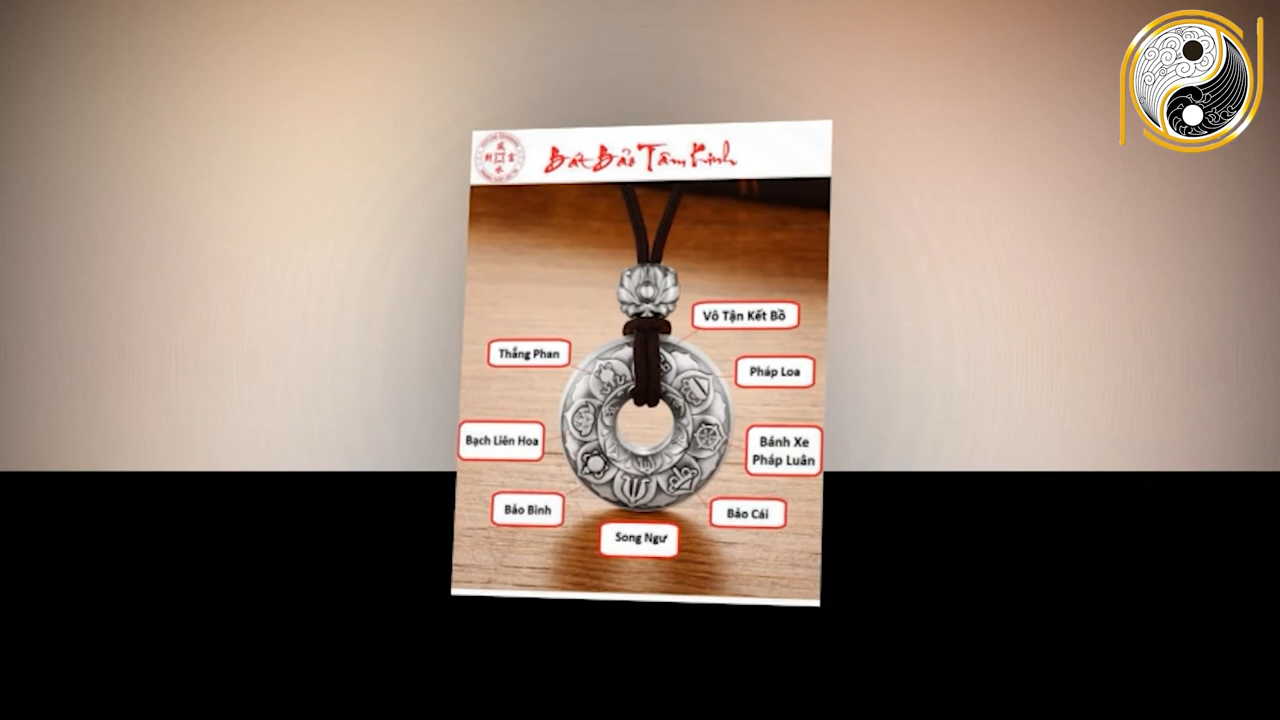 Bát Bảo Tâm Kinh
Vô Tận Kết Bồ
Thắng Phan
Pháp Loa
Bạch Liên Hoa
Bánh Xe
Pháp Luân
Bảo Bình
Bảo Cái
Song Ngư